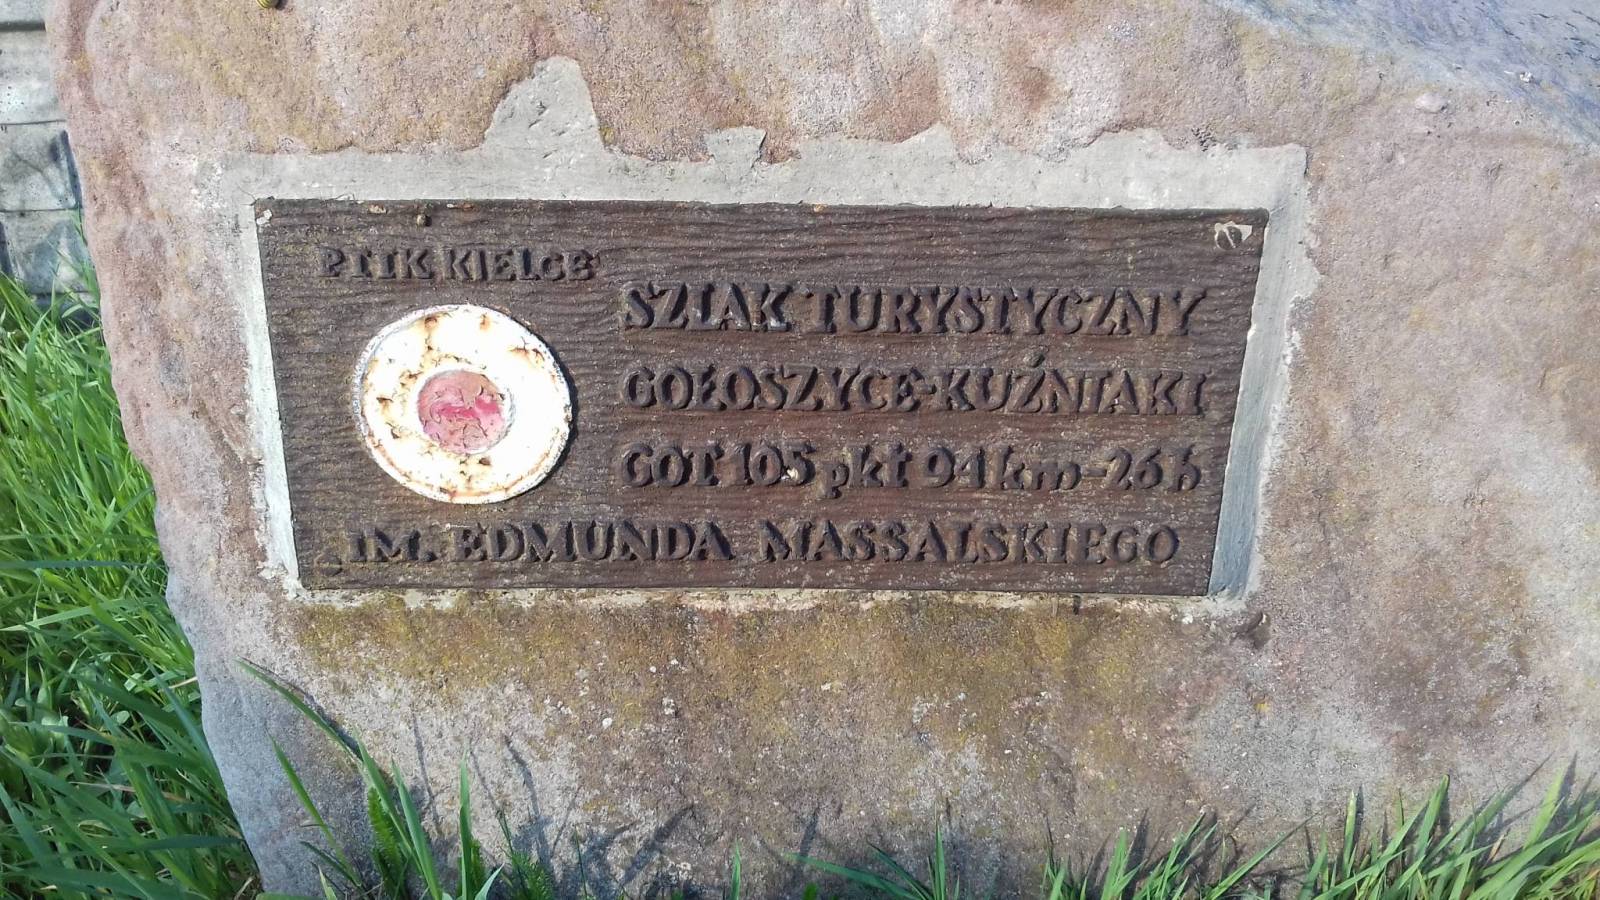 PTTK KIELCE
SZLAK TURYSTYCZNY
GOŁOSZYCE-KUŹNIAKI
GOT 105 pkt 94 km-26 h
IM. EDMUNDA MASSALSKIEGO